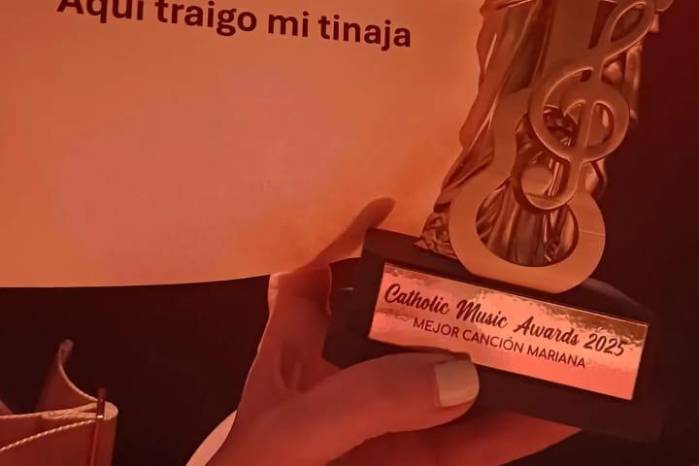 Aquí traigo mi tinaja
Catholic Music Awards 2025
MEJOR CANCIÓN MARIANA